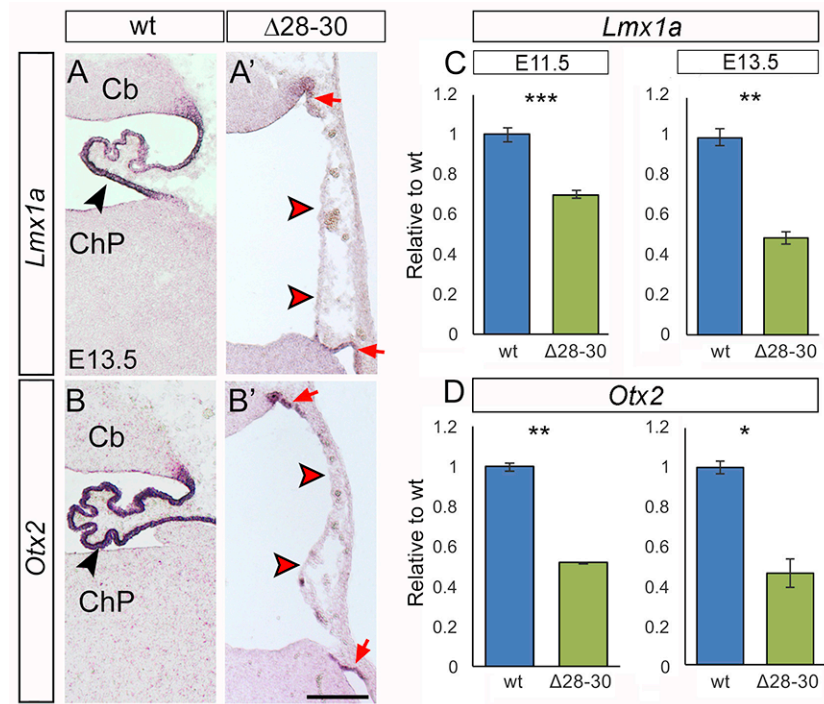 wt
Δ28-30
Lmx1a
A
Cb
ChP
E13.5
A'
Otx2
B
Cb
ChP
B'
Lmx1a
C
E11.5
E13.5
***
Relative to wt
1.2
1
0.8
0.6
0.4
0.2
0
wt
Δ28-30
**
1.2
1
0.8
0.6
0.4
0.2
0
wt
Δ28-30
D
Otx2
**
Relative to wt
1.2
1
0.8
0.6
0.4
0.2
0
wt
Δ28-30
*
1.2
1
0.8
0.6
0.4
0.2
0
wt
Δ28-30